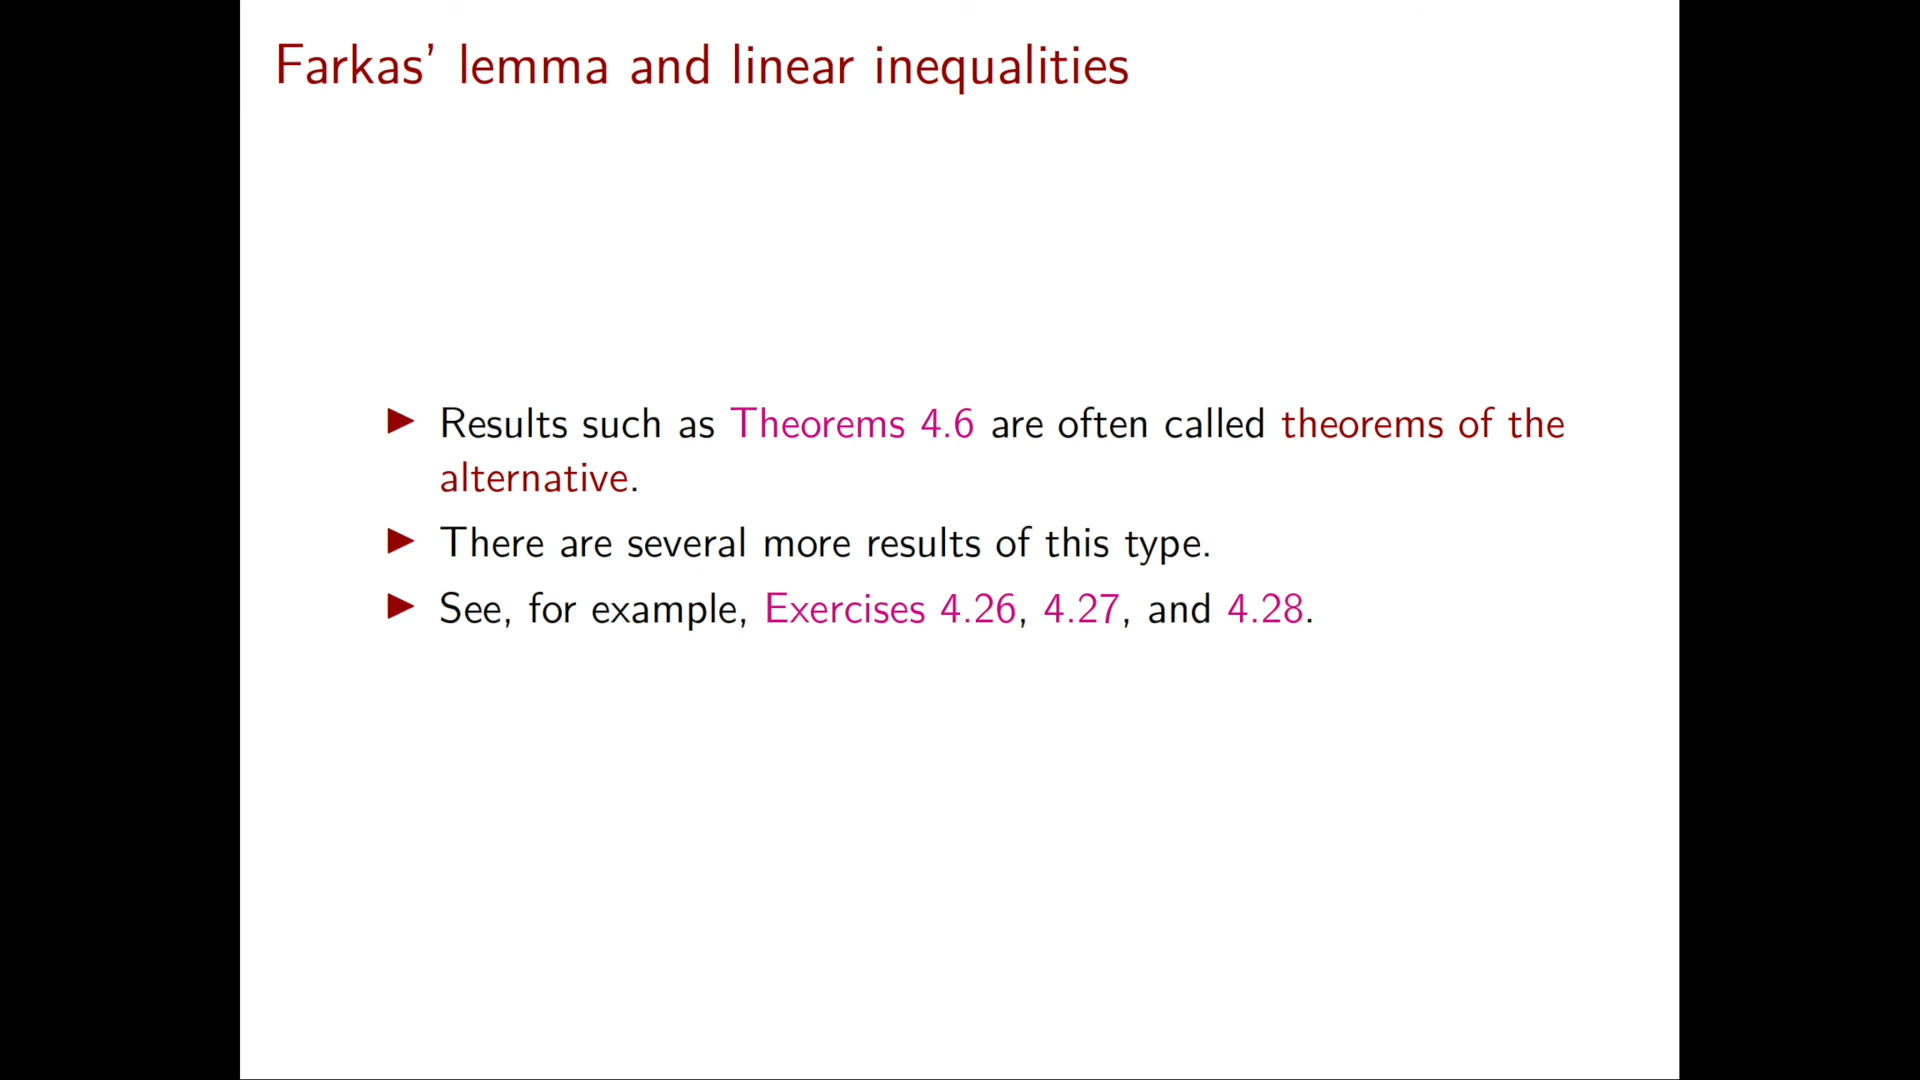 Farkas' lemma and linear inequalities
▶ Results such as Theorems 4.6 are often called theorems of the
alternative.
▶ There are several more results of this type.
▶ See, for example, Exercises 4.26, 4.27, and 4.28.